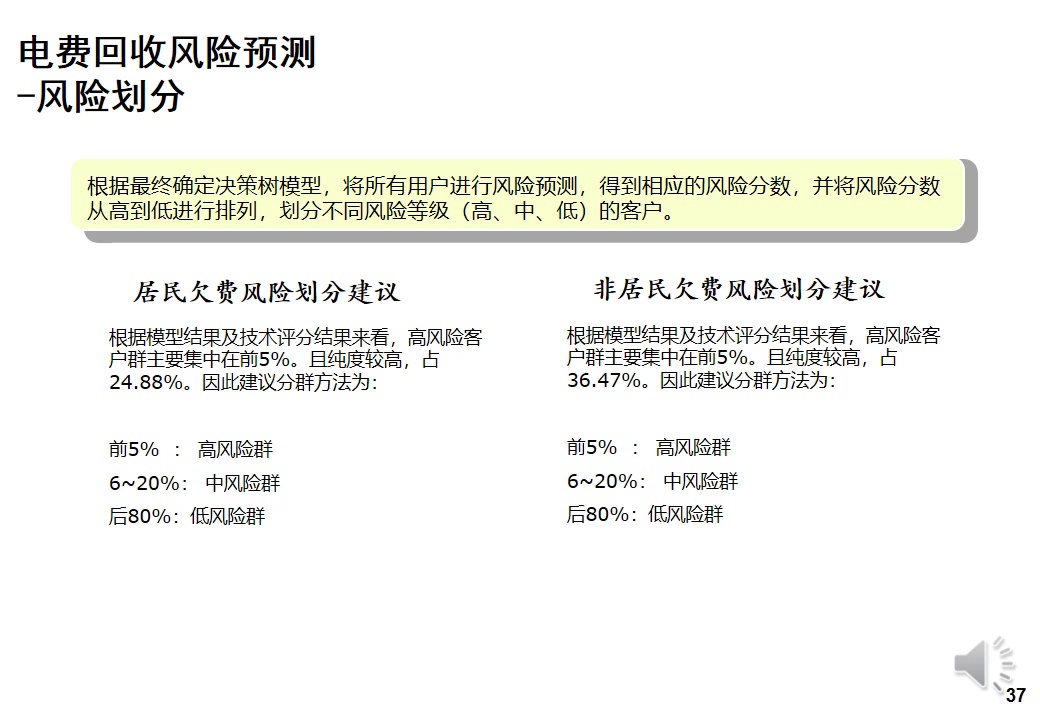 电费回收风险预测
-风险划分
根据最终确定决策树模型，将所有用户进行风险预测，得到相应的风险分数，并将风险分数
从高到低进行排列，划分不同风险等级（高、中、低）的客户。
居民欠费风险划分建议
根据模型结果及技术评分结果来看，高风险客
户群主要集中在前5%。且纯度较高，占
24.88%。因此建议分群方法为：
前5% ： 高风险群
6~20%： 中风险群
后80%：低风险群
非居民欠费风险划分建议
根据模型结果及技术评分结果来看，高风险客
户群主要集中在前5%。且纯度较高，占
36.47%。因此建议分群方法为：
前5% ： 高风险群
6~20%： 中风险群
后80%：低风险群
37